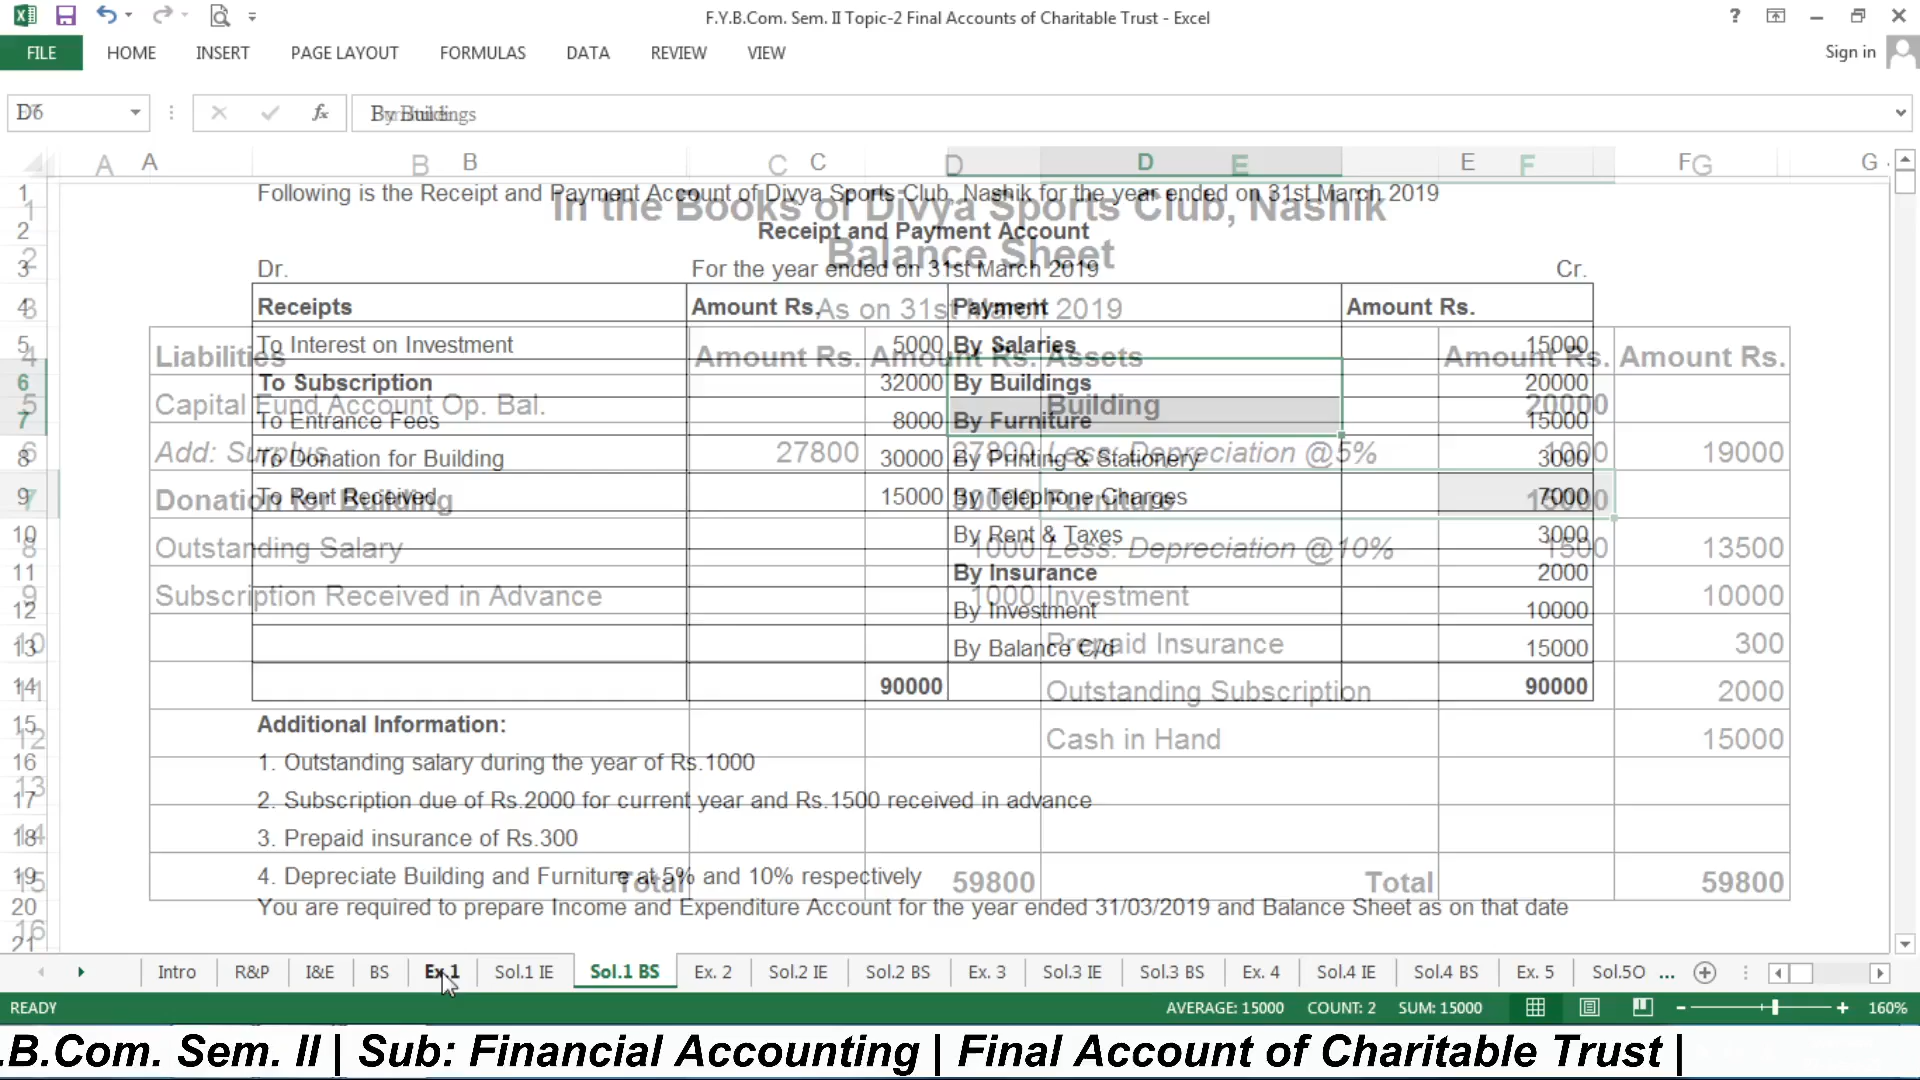 F.Y.B.Com. Sem. II Topic-2 Final Accounts of Charitable Trust - Excel
FILE HOME INSERT PAGE LAYOUT FORMULAS DATA REVIEW VIEW Sign in
By Buildings
A B C D E F G
A B C D E F G
Following is the Receipt and Payment Account of Divya Sports Club, Nashik for the year ended on 31st March 2019
In the Books of Divya Sports Club, Nashik
Receipt and Payment Account
Balance Sheet
Dr. For the year ended on 31st March 2019 Cr.
As on 31st March 2019
Receipts Amount Rs. Payment Amount Rs.
To Interest on Investment 5000 By Salaries 15000
Liabilities Amount Rs. Amount Rs. Assets Amount Rs. Amount Rs.
To Subscription 32000 By Buildings 20000
Capital Fund Account Op. Bal. Building 20000
To Entrance Fees 8000 By Furniture 15000
Add: Surplus 27800 27800 Less: Depreciation @5% 1000 19000
To Donation for Building 30000 By Printing & Stationery 3000
Donation for Building 30000 Furniture 15000
To Rent Received 15000 By Telephone Charges 7000
By Rent & Taxes 3000
Outstanding Salary 1000 Less: Depreciation @10% 1500 13500
By Insurance 2000
Subscription Received in Advance 1000 Investment 10000
By Investment 10000
Prepaid Insurance 300
By Balance C/d 15000
90000 90000
Outstanding Subscription 2000
Additional Information:
Cash in Hand 15000
1. Outstanding salary during the year of Rs.1000
2. Subscription due of Rs.2000 for current year and Rs.1500 received in advance
3. Prepaid insurance of Rs.300
4. Depreciate Building and Furniture at 5% and 10% respectively
Total 59800 Total 59800
You are required to prepare Income and Expenditure Account for the year ended 31/03/2019 and Balance Sheet as on that date
Intro R&P I&E BS Ex.1 Sol.1 IE Sol.1 BS Ex. 2 Sol.2 IE Sol.2 BS Ex. 3 Sol.3 IE Sol.3 BS Ex. 4 Sol.4 IE Sol.4 BS Ex. 5 Sol.5O ...
READY AVERAGE: 15000 COUNT: 2 SUM: 15000 160%
.B.Com. Sem. II | Sub: Financial Accounting | Final Account of Charitable Trust |